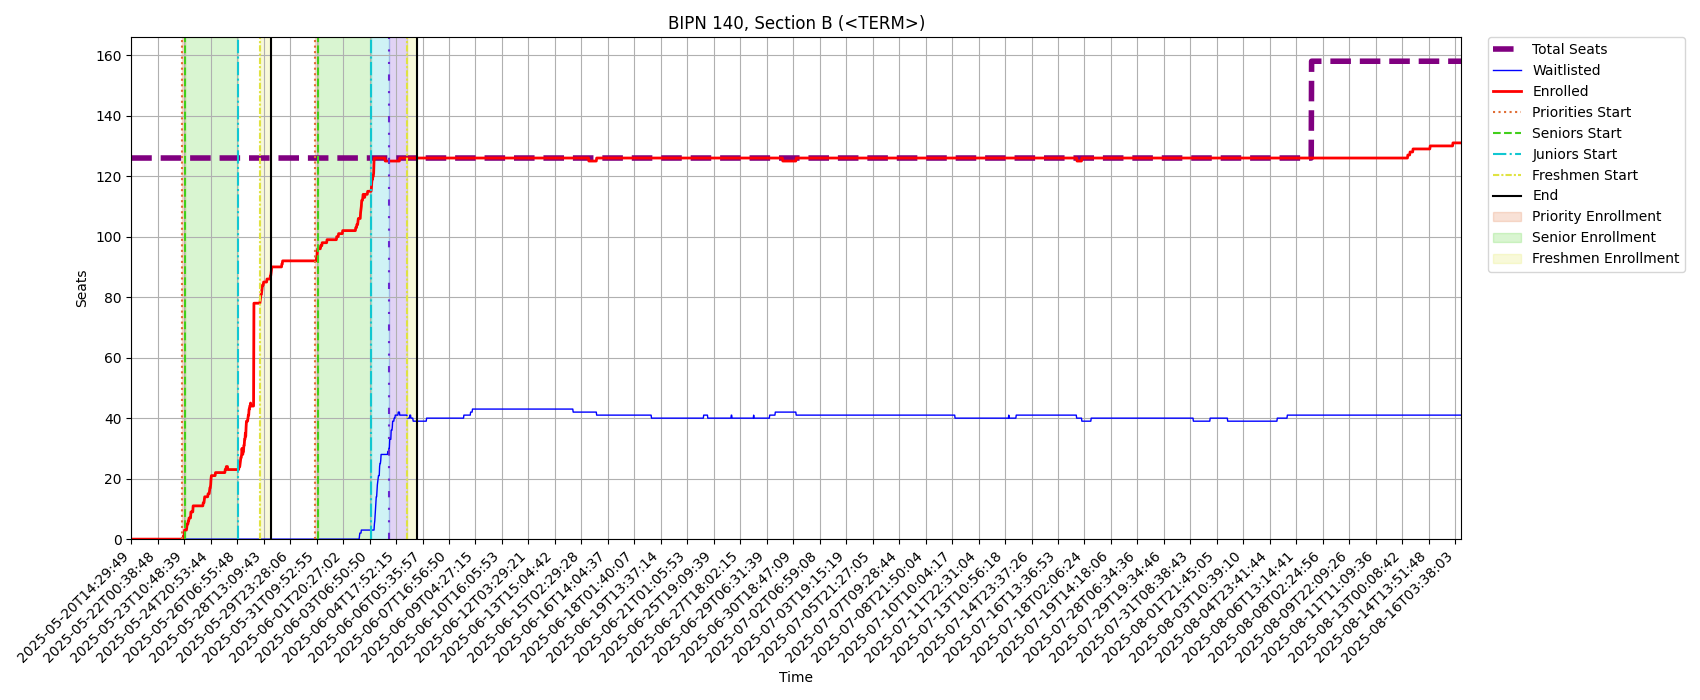 BIPN 140, Section B (<TERM>)
Seats
160
140
120
100
80
60
40
20
0
2025-05-20T14:29:49
2025-05-22T00:38:48
2025-05-23T10:48:39
2025-05-24T20:53:44
2025-05-26T06:55:48
2025-05-28T13:09:43
2025-05-29T23:28:06
2025-05-31T09:52:55
2025-06-01T20:27:02
2025-06-03T06:50:50
2025-06-04T17:52:15
2025-06-06T05:35:57
2025-06-07T16:56:50
2025-06-09T04:27:15
2025-06-10T16:05:53
2025-06-12T03:29:21
2025-06-13T15:04:42
2025-06-15T02:29:28
2025-06-16T14:04:37
2025-06-18T01:40:07
2025-06-19T13:37:14
2025-06-21T01:05:53
2025-06-25T19:09:39
2025-06-27T18:02:15
2025-06-29T06:31:39
2025-06-30T18:47:09
2025-07-02T06:59:08
2025-07-03T19:15:19
2025-07-05T21:27:05
2025-07-07T09:28:44
2025-07-08T21:50:04
2025-07-10T10:04:17
2025-07-11T22:31:04
2025-07-13T10:56:18
2025-07-14T23:37:26
2025-07-16T13:36:53
2025-07-18T02:06:24
2025-07-19T14:18:06
2025-07-28T06:34:36
2025-07-29T19:34:46
2025-07-31T08:38:43
2025-08-01T21:45:05
2025-08-03T10:39:10
2025-08-04T23:41:44
2025-08-06T13:14:41
2025-08-08T02:24:56
2025-08-09T22:09:26
2025-08-11T11:09:36
2025-08-13T00:08:42
2025-08-14T13:51:48
2025-08-16T03:38:03
Time
Total Seats
Waitlisted
Enrolled
Priorities Start
Seniors Start
Juniors Start
Freshmen Start
End
Priority Enrollment
Senior Enrollment
Freshmen Enrollment